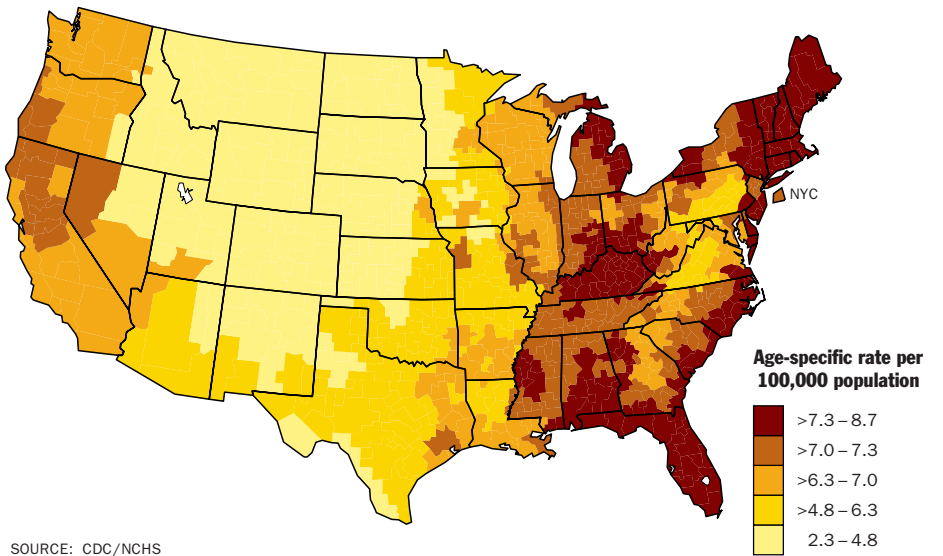 NYC
Age-specific rate per
100,000 population
>7.3 – 8.7
>7.0 – 7.3
>6.3 – 7.0
>4.8 – 6.3
2.3 – 4.8
SOURCE: CDC/NCHS